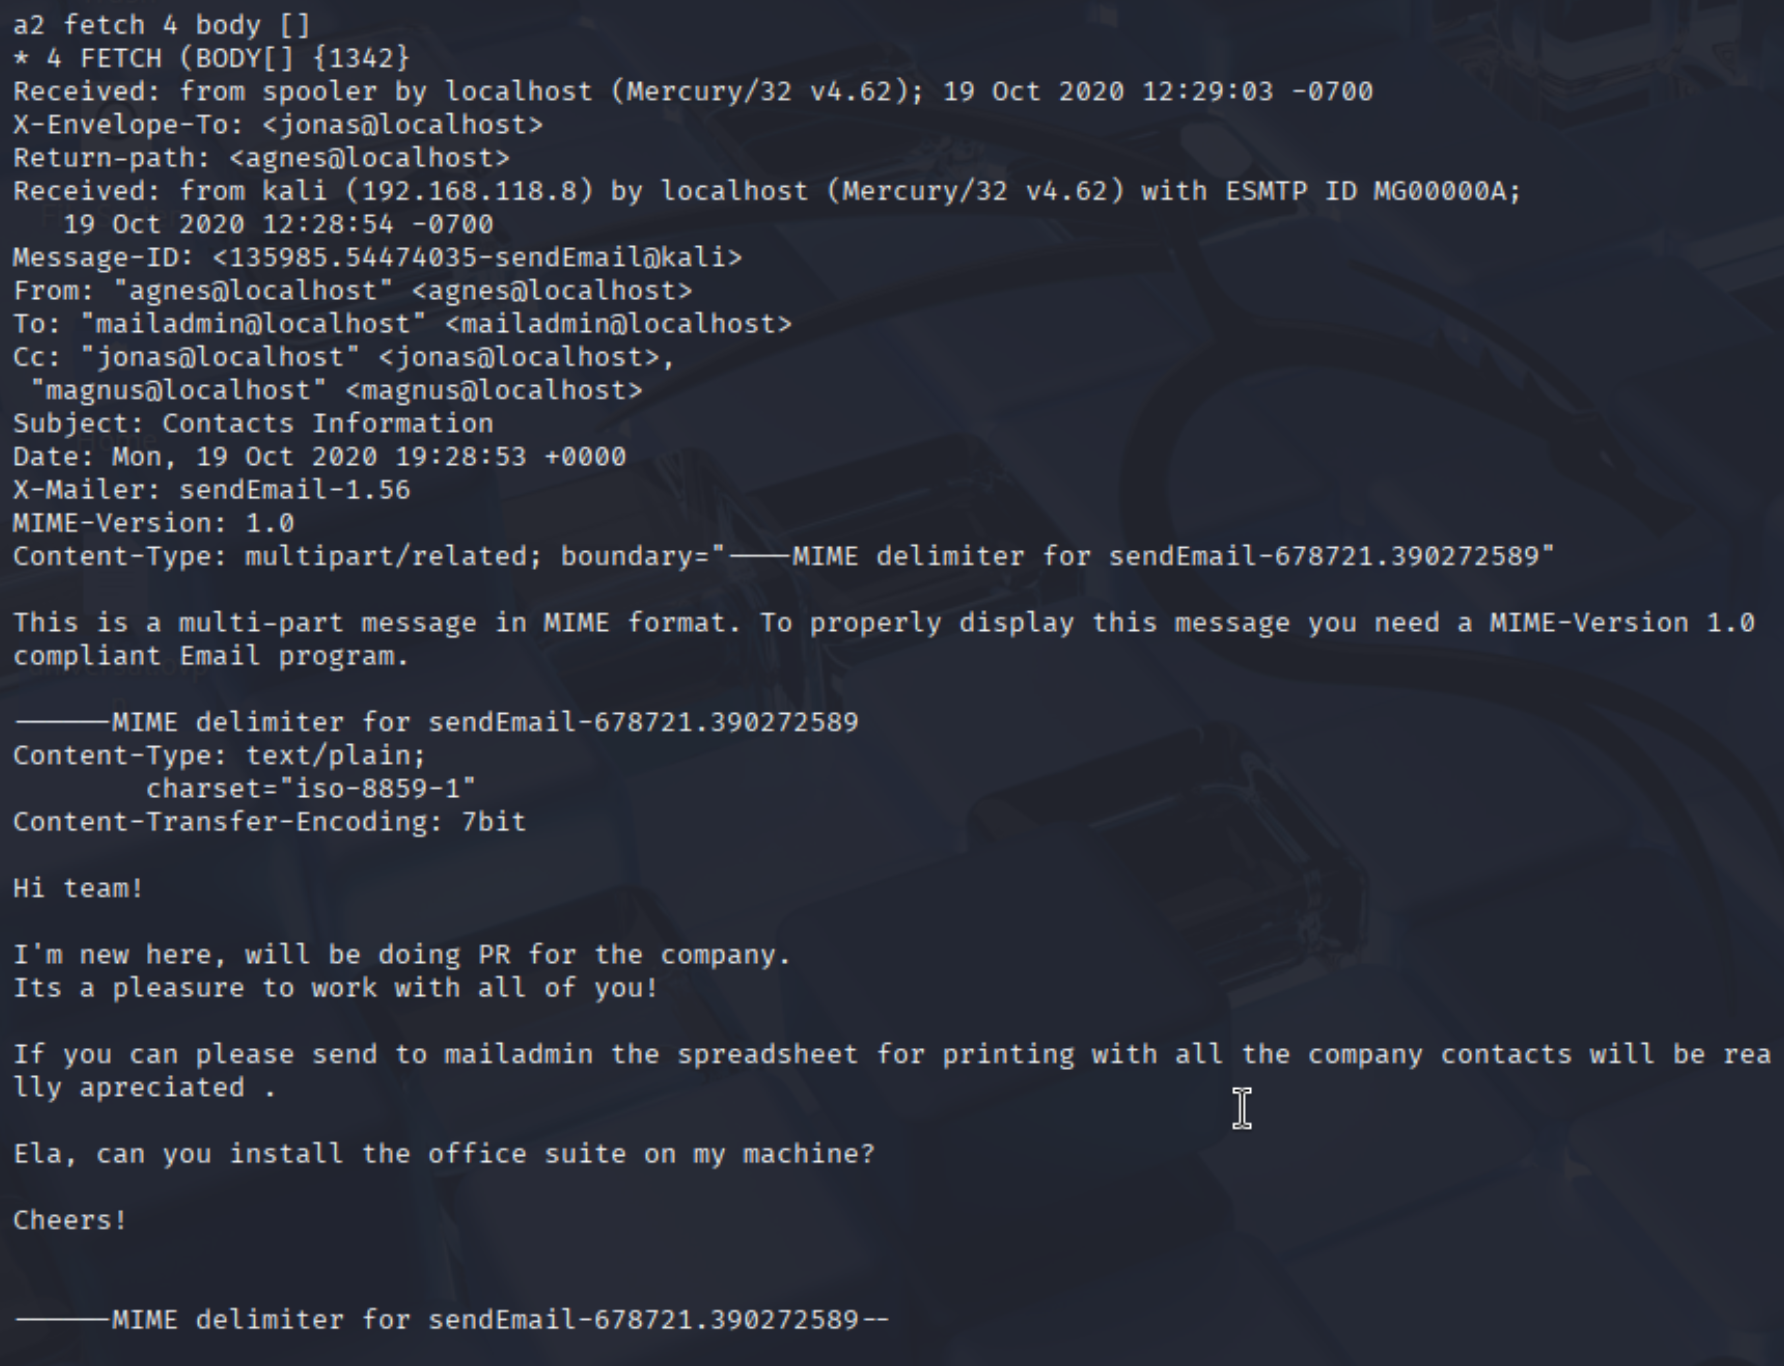 a2 fetch 4 body []
* 4 FETCH (BODY[] {1342}
Received: from spooler by localhost (Mercury/32 v4.62); 19 Oct 2020 12:29:03 -0700
X-Envelope-To: <jonas@localhost>
Return-path: <agnes@localhost>
Received: from kali (192.168.118.8) by localhost (Mercury/32 v4.62) with ESMTP ID MG00000A;
   19 Oct 2020 12:28:54 -0700
Message-ID: <135985.54474035-sendEmail@kali>
From: "agnes@localhost" <agnes@localhost>
To: "mailadmin@localhost" <mailadmin@localhost>
Cc: "jonas@localhost" <jonas@localhost>,
 "magnus@localhost" <magnus@localhost>
Subject: Contacts Information
Date: Mon, 19 Oct 2020 19:28:53 +0000
X-Mailer: sendEmail-1.56
MIME-Version: 1.0
Content-Type: multipart/related; boundary="----MIME delimiter for sendEmail-678721.390272589"

This is a multi-part message in MIME format. To properly display this message you need a MIME-Version 1.0
compliant Email program.

------MIME delimiter for sendEmail-678721.390272589
Content-Type: text/plain;
        charset="iso-8859-1"
Content-Transfer-Encoding: 7bit

Hi team!

I'm new here, will be doing PR for the company.
Its a pleasure to work with all of you!

If you can please send to mailadmin the spreadsheet for printing with all the company contacts will be rea
lly apreciated .

Ela, can you install the office suite on my machine?

Cheers!

------MIME delimiter for sendEmail-678721.390272589--